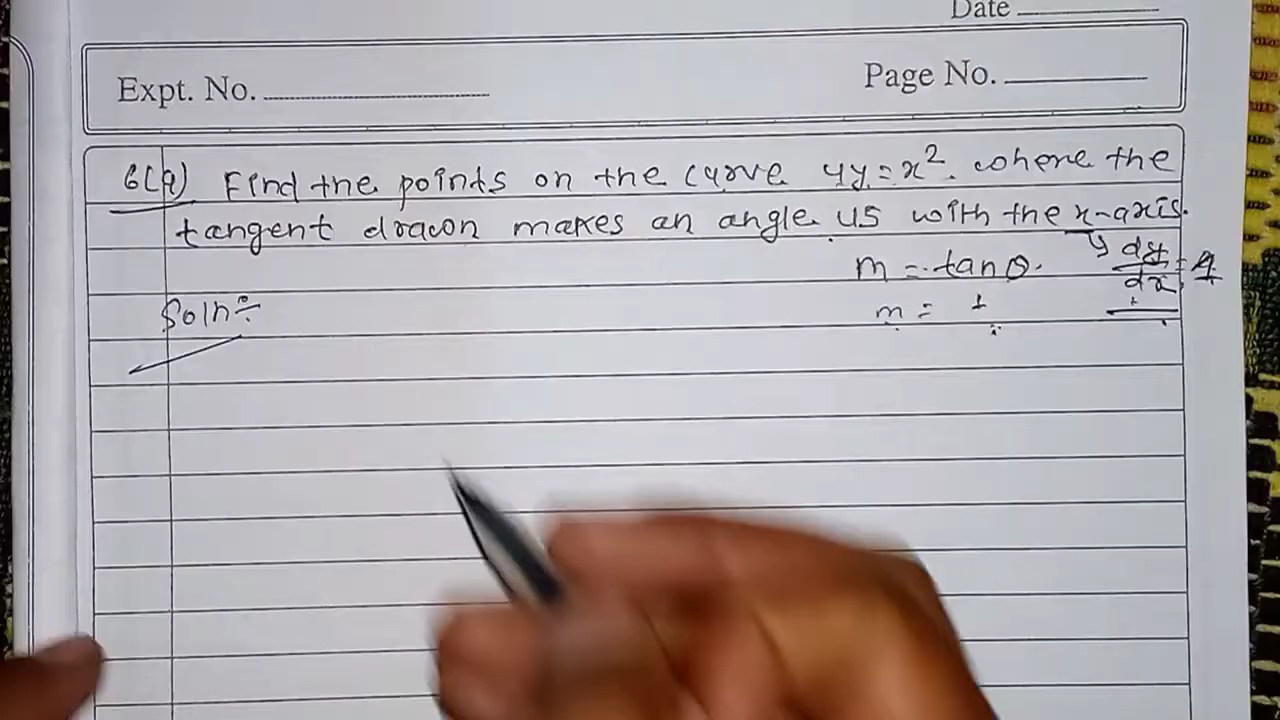 Date
Expt. No.
Page No.
6(a) Find the points on the curve 4y = x². where the
tangent drawn makes an angle 45 with the x-axis.
m = tanθ. dy/dx
m = 1
Soln: